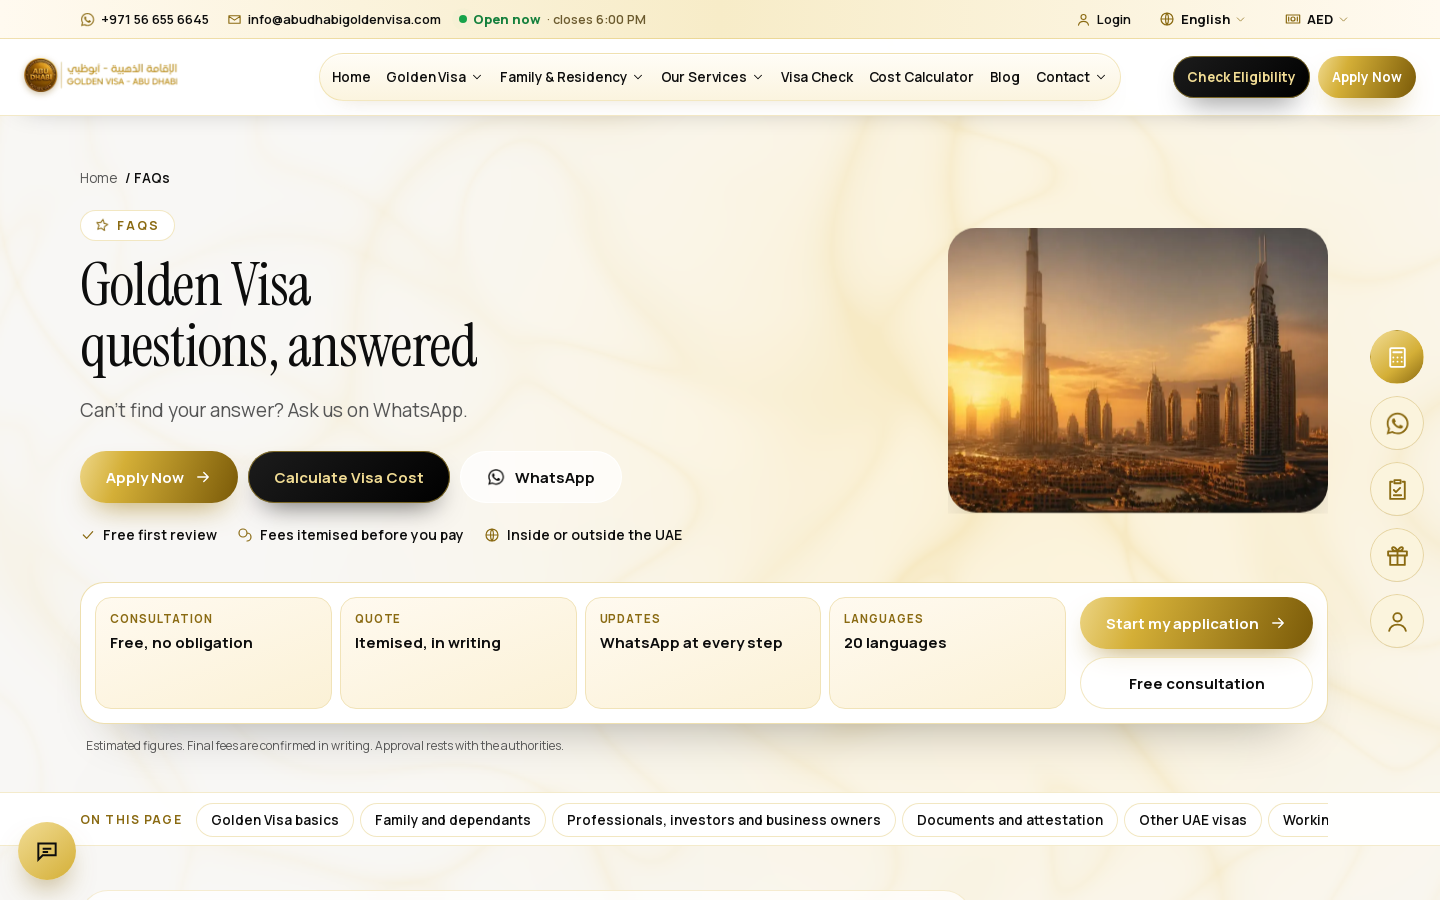 +971 56 655 6645
info@abudhabigoldenvisa.com
Open now · closes 6:00 PM
Login
English
AED
ABU DHABI
الإقامة الذهبية - أبوظبي
GOLDEN VISA - ABU DHABI
Home
Golden Visa
Family & Residency
Our Services
Visa Check
Cost Calculator
Blog
Contact
Check Eligibility
Apply Now
Home / FAQs
FAQS
Golden Visa
questions, answered
Can't find your answer? Ask us on WhatsApp.
Apply Now
Calculate Visa Cost
WhatsApp
Free first review
Fees itemised before you pay
Inside or outside the UAE
CONSULTATION
Free, no obligation
QUOTE
Itemised, in writing
UPDATES
WhatsApp at every step
LANGUAGES
20 languages
Start my application
Free consultation
Estimated figures. Final fees are confirmed in writing. Approval rests with the authorities.
ON THIS PAGE
Golden Visa basics
Family and dependants
Professionals, investors and business owners
Documents and attestation
Other UAE visas
Workin